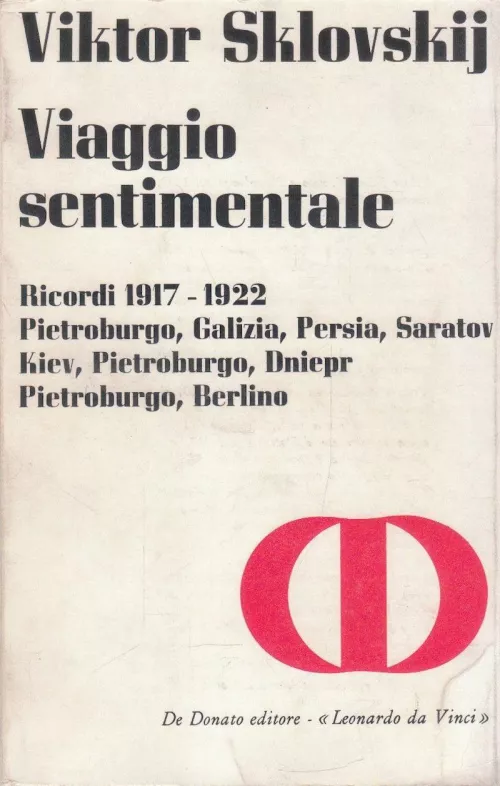 Viktor Sklovskij
Viaggio
sentimentale
Ricordi 1917 - 1922
Pietroburgo, Galizia, Persia, Saratov
Kiev, Pietroburgo, Dniepr
Pietroburgo, Berlino
De Donato editore - « Leonardo da Vinci »